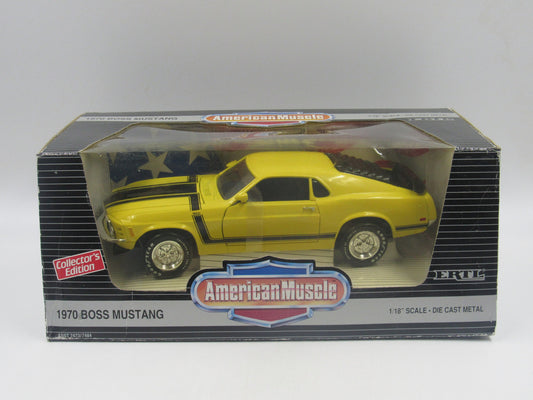 1970 BOSS MUSTANG
American Muscle
Collector's
Edition
ERTL
American Muscle
1970 BOSS MUSTANG
1/18" SCALE • DIE CAST METAL